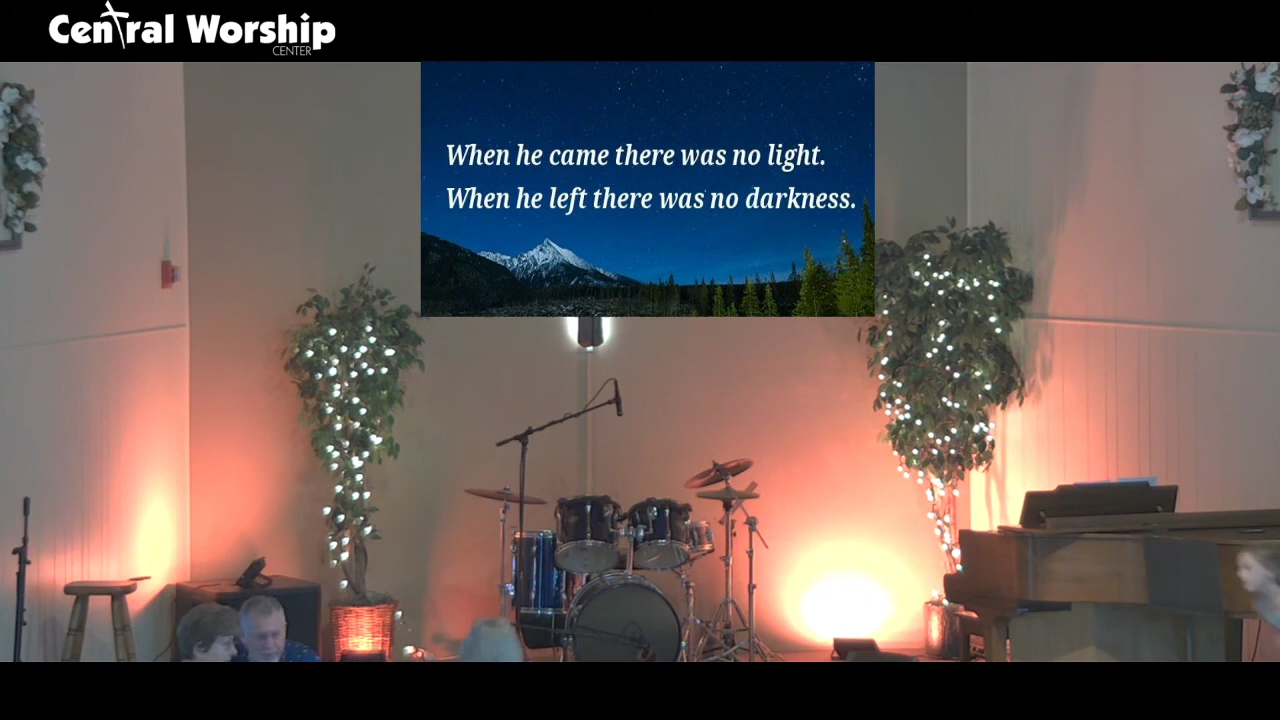 Central Worship
CENTER
When he came there was no light.
When he left there was no darkness.